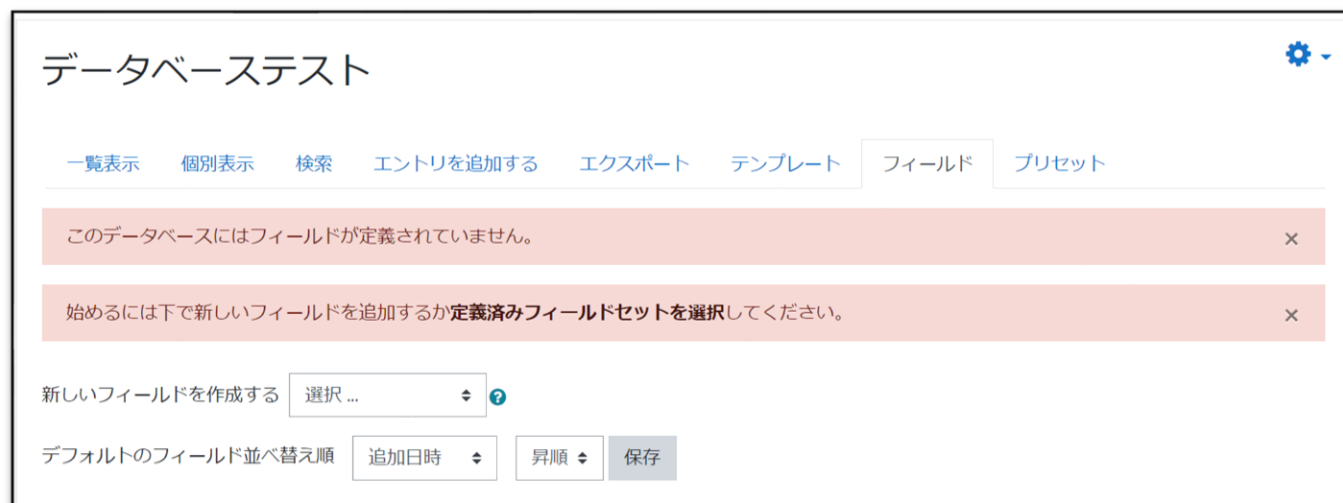 データベーステスト
一覧表示 個別表示 検索 エントリを追加する エクスポート テンプレート フィールド プリセット
このデータベースにはフィールドが定義されていません。 ×
始めるには下で新しいフィールドを追加するか定義済みフィールドセットを選択してください。 ×
新しいフィールドを作成する 選択 ... ?
デフォルトのフィールド並べ替え順 追加日時 昇順 保存